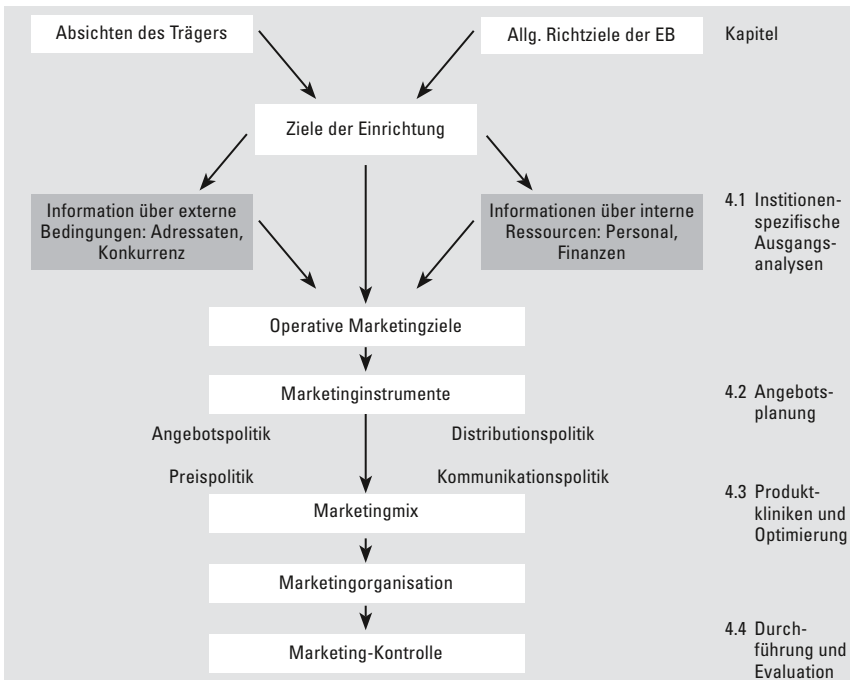 Absichten des Trägers
Allg. Richtziele der EB
Kapitel
Ziele der Einrichtung
Information über externe
Bedingungen: Adressaten,
Konkurrenz
Informationen über interne
Ressourcen: Personal,
Finanzen
4.1 Institionen-
spezifische
Ausgangs-
analysen
Operative Marketingziele
Marketinginstrumente
4.2 Angebots-
planung
Angebotspolitik
Distributionspolitik
Preispolitik
Kommunikationspolitik
Marketingmix
4.3 Produkt-
kliniken und
Optimierung
Marketingorganisation
Marketing-Kontrolle
4.4 Durch-
führung und
Evaluation